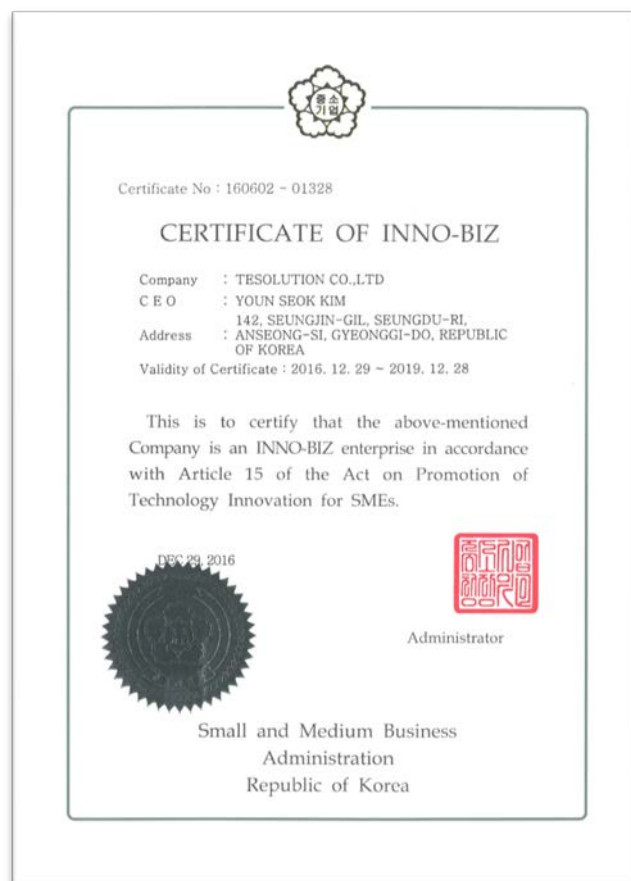 중소
기업
Certificate No : 160602 - 01328
CERTIFICATE OF INNO-BIZ
Company : TESOLUTION CO.,LTD
C E O : YOUN SEOK KIM
142, SEUNGJIN-GIL, SEUNGDU-RI,
Address : ANSEONG-SI, GYEONGGI-DO, REPUBLIC
OF KOREA
Validity of Certificate : 2016. 12. 29 ~ 2019. 12. 28
This is to certify that the above-mentioned
Company is an INNO-BIZ enterprise in accordance
with Article 15 of the Act on Promotion of
Technology Innovation for SMEs.
DEC 29, 2016
Administrator
Small and Medium Business
Administration
Republic of Korea